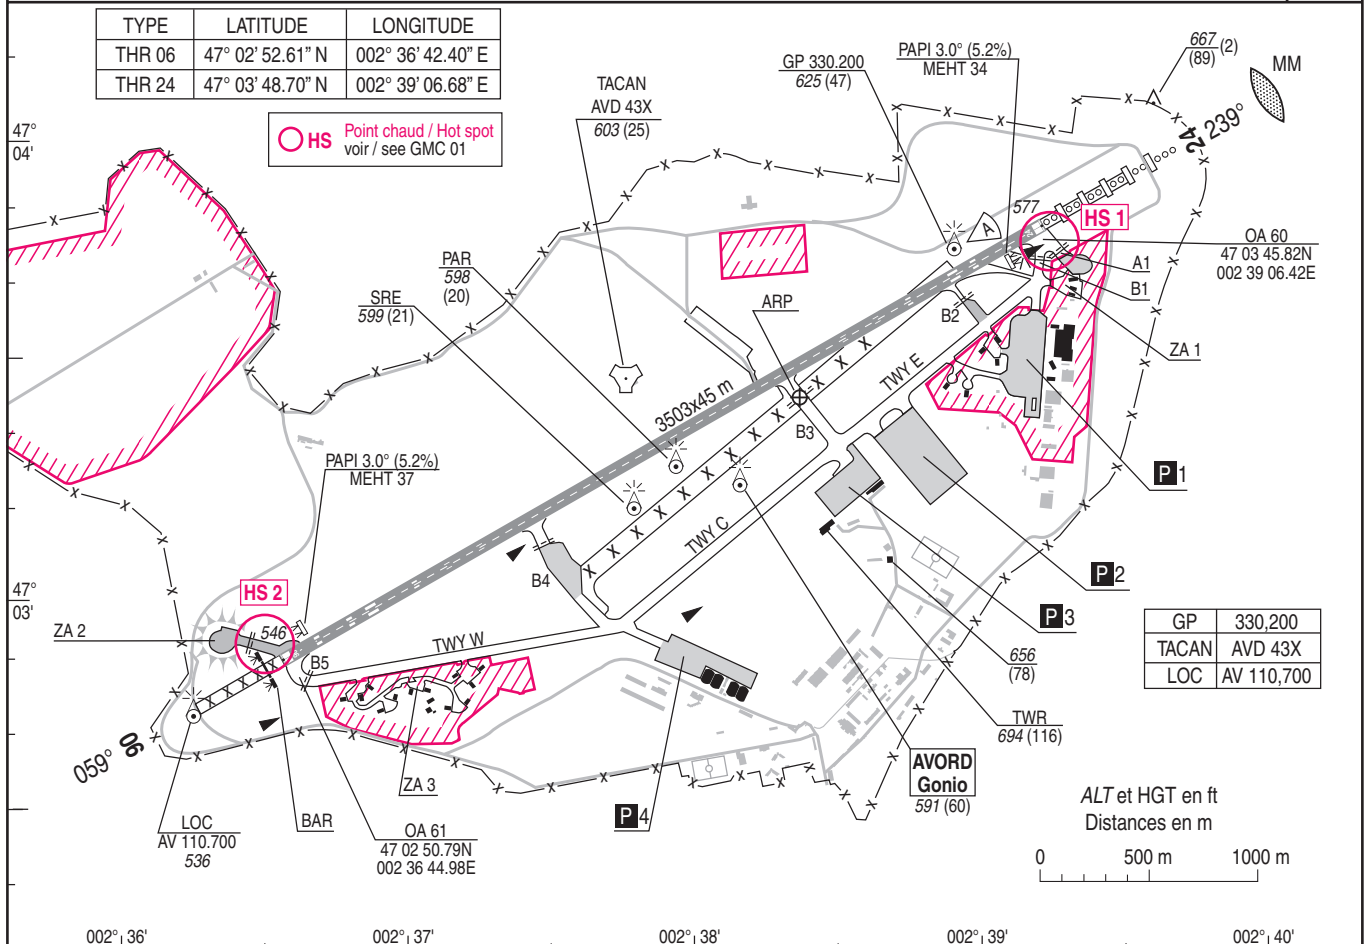 TYPE LATITUDE LONGITUDE
THR 06 47° 02' 52.61” N 002° 36' 42.40” E
THR 24 47° 03' 48.70” N 002° 39' 06.68” E
HS Point chaud / Hot spot
voir / see GMC 01
47°
04'
TACAN
AVD 43X
603 (25)
GP 330.200
625 (47)
PAPI 3.0° (5.2%)
MEHT 34
667 (2)
(89)
MM
24 239°
577
HS 1
A
OA 60
47 03 45.82N
002 39 06.42E
A1
B1
ZA 1
PAR
598
(20)
SRE
599 (21)
ARP
B2
TWY E
3503x45 m
B3
PAPI 3.0° (5.2%)
MEHT 37
P 1
TWY C
B4
P 2
47°
03'
HS 2
546
ZA 2
B5
TWY W
P 3
656
(78)
GP 330,200
TACAN AVD 43X
LOC AV 110,700
TWR
694 (116)
059° 06
AVORD
Gonio
591 (60)
ZA 3
LOC
AV 110.700
536
BAR
OA 61
47 02 50.79N
002 36 44.98E
P 4
ALT et HGT en ft
Distances en m
0 500 m 1000 m
002° 36' 002° 37' 002° 38' 002° 39' 002° 40'